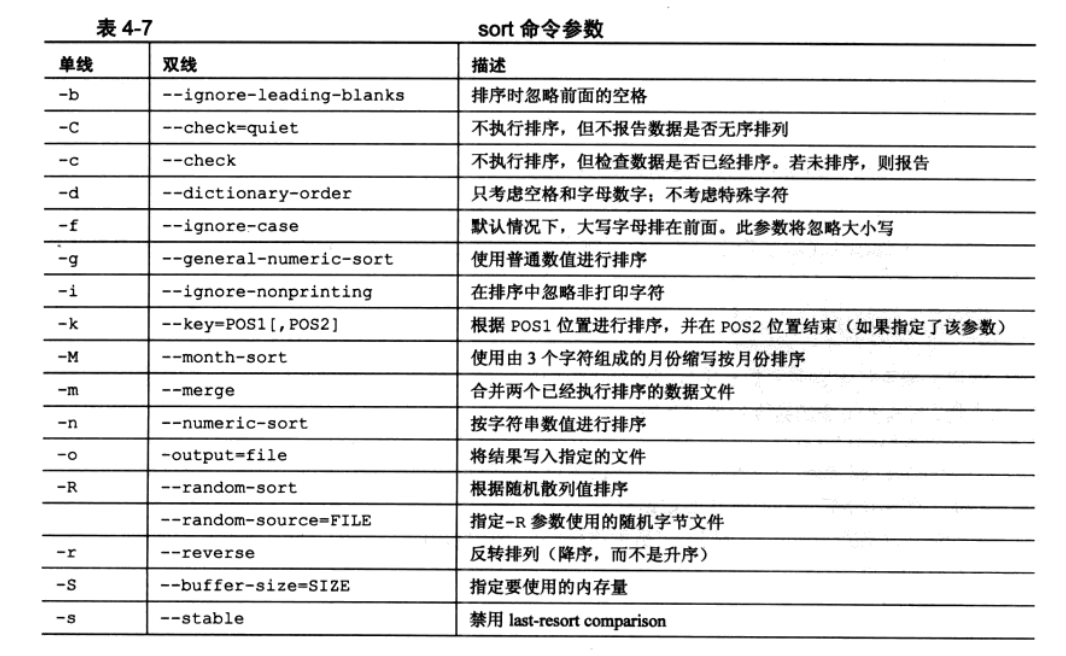 表 4-7 sort 命令参数
单线 双线 描述
-b --ignore-leading-blanks 排序时忽略前面的空格
-C --check=quiet 不执行排序，但不报告数据是否无序排列
-c --check 不执行排序，但检查数据是否已经排序。若未排序，则报告
-d --dictionary-order 只考虑空格和字母数字；不考虑特殊字符
-f --ignore-case 默认情况下，大写字母排在前面。此参数将忽略大小写
-g --general-numeric-sort 使用普通数值进行排序
-i --ignore-nonprinting 在排序中忽略非打印字符
-k --key=POS1[,POS2] 根据 POS1 位置进行排序，并在 POS2 位置结束（如果指定了该参数）
-M --month-sort 使用由 3 个字符组成的月份缩写按月份排序
-m --merge 合并两个已经执行排序的数据文件
-n --numeric-sort 按字符串数值进行排序
-o -output=file 将结果写入指定的文件
-R --random-sort 根据随机散列值排序
--random-source=FILE 指定-R 参数使用的随机字节文件
-r --reverse 反转排列（降序，而不是升序）
-S --buffer-size=SIZE 指定要使用的内存量
-s --stable 禁用 last-resort comparison